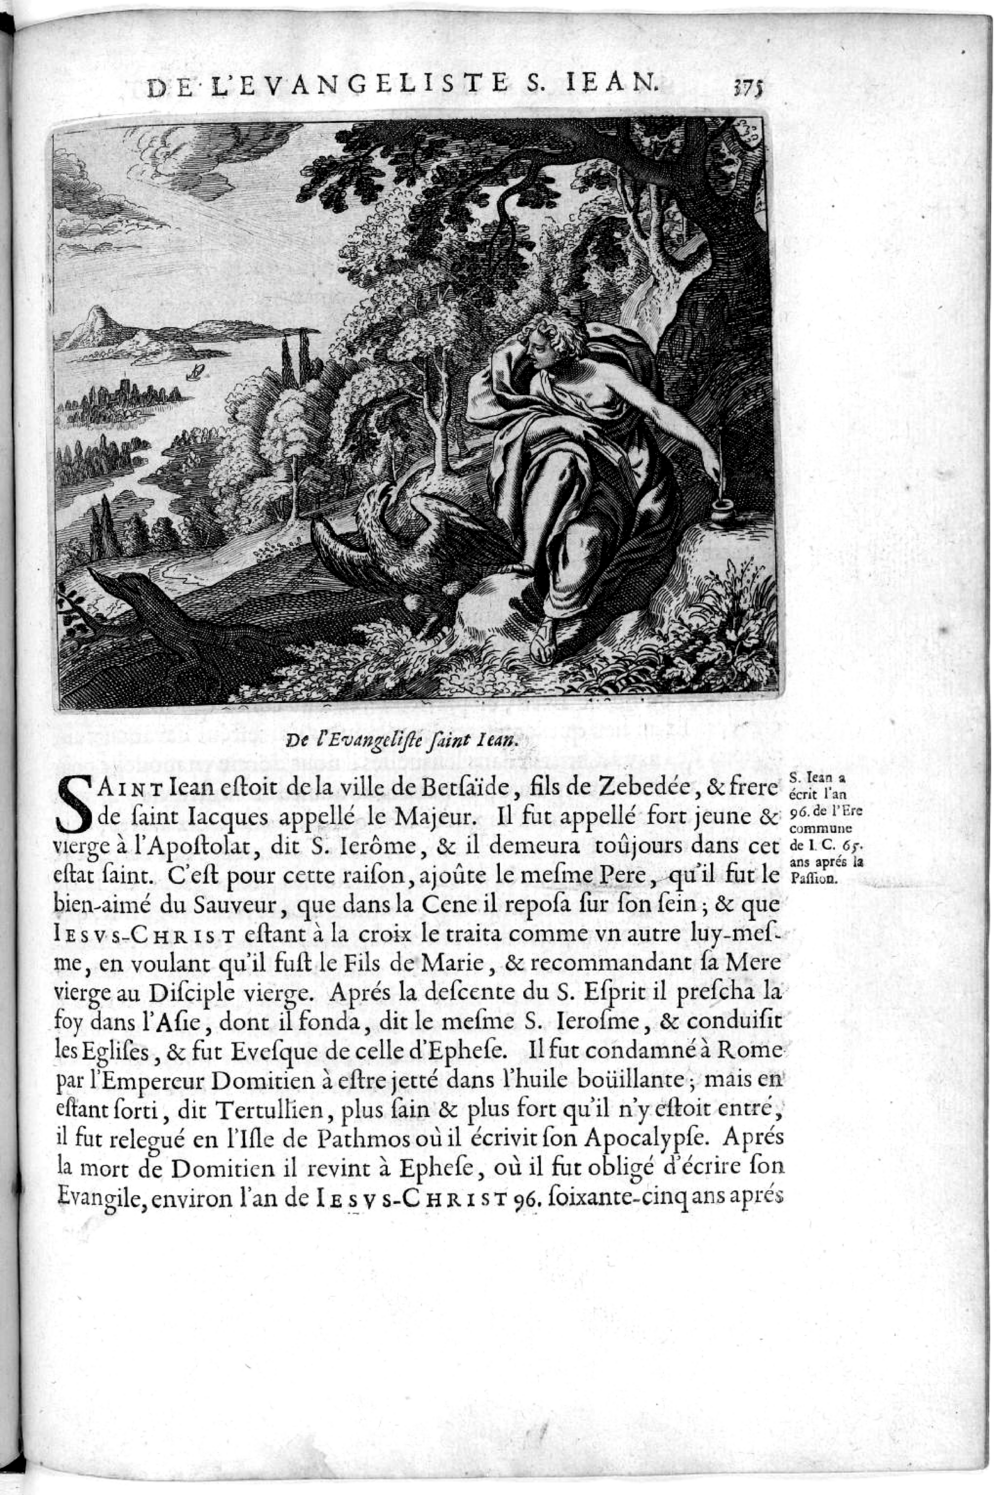 DE L'EVANGELISTE S. IEAN. 375
De l'Evangeliſte ſaint Iean.
SAINT Iean eſtoit de la ville de Betſaïde, fils de Zebedée, & frere
de ſaint Iacques appellé le Majeur. Il fut appellé fort jeune &
vierge à l'Apoſtolat, dit S. Ierôme, & il demeura toûjours dans cet
eſtat ſaint. C'eſt pour cette raiſon, ajoûte le meſme Pere, qu'il fut le
bien-aimé du Sauveur, que dans la Cene il repoſa ſur ſon ſein; & que
IESVS-CHRIST eſtant à la croix le traita comme vn autre luy-meſ-
me, en voulant qu'il fuſt le Fils de Marie, & recommandant ſa Mere
vierge au Diſciple vierge. Aprés la deſcente du S. Eſprit il preſcha la
foy dans l'Aſie, dont il fonda, dit le meſme S. Ieroſme, & conduiſit
les Egliſes, & fut Eveſque de celle d'Epheſe. Il fut condamné à Rome
par l'Empereur Domitien à eſtre jetté dans l'huile boüillante; mais en
eſtant ſorti, dit Tertullien, plus ſain & plus fort qu'il n'y eſtoit entré,
il fut relegué en l'Iſle de Pathmos où il écrivit ſon Apocalypſe. Aprés
la mort de Domitien il revint à Epheſe, où il fut obligé d'écrire ſon
Evangile, environ l'an de IESVS-CHRIST 96. ſoixante-cinq ans aprés
S. Iean a
écrit l'an
96. de l'Ere
commune
de I. C. 65.
ans aprés la
Paſſion.